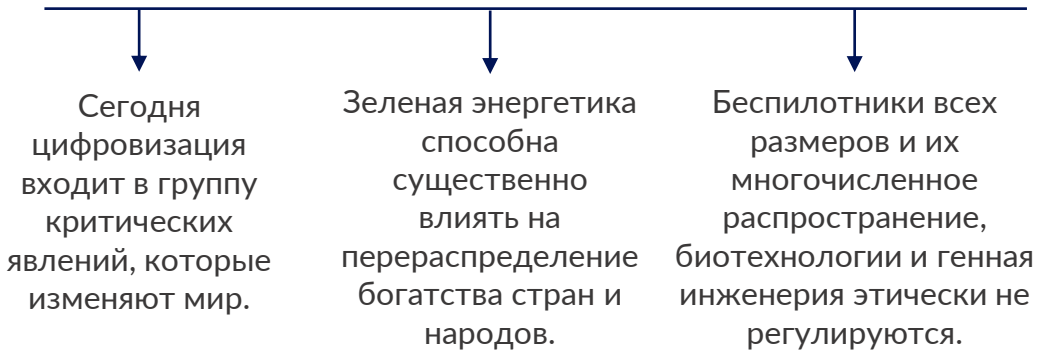 Сегодня
цифровизация
входит в группу
критических
явлений, которые
изменяют мир.
Зеленая энергетика
способна
существенно
влиять на
перераспределение
богатства стран и
народов.
Беспилотники всех
размеров и их
многочисленное
распространение,
биотехнологии и генная
инженерия этически не
регулируются.